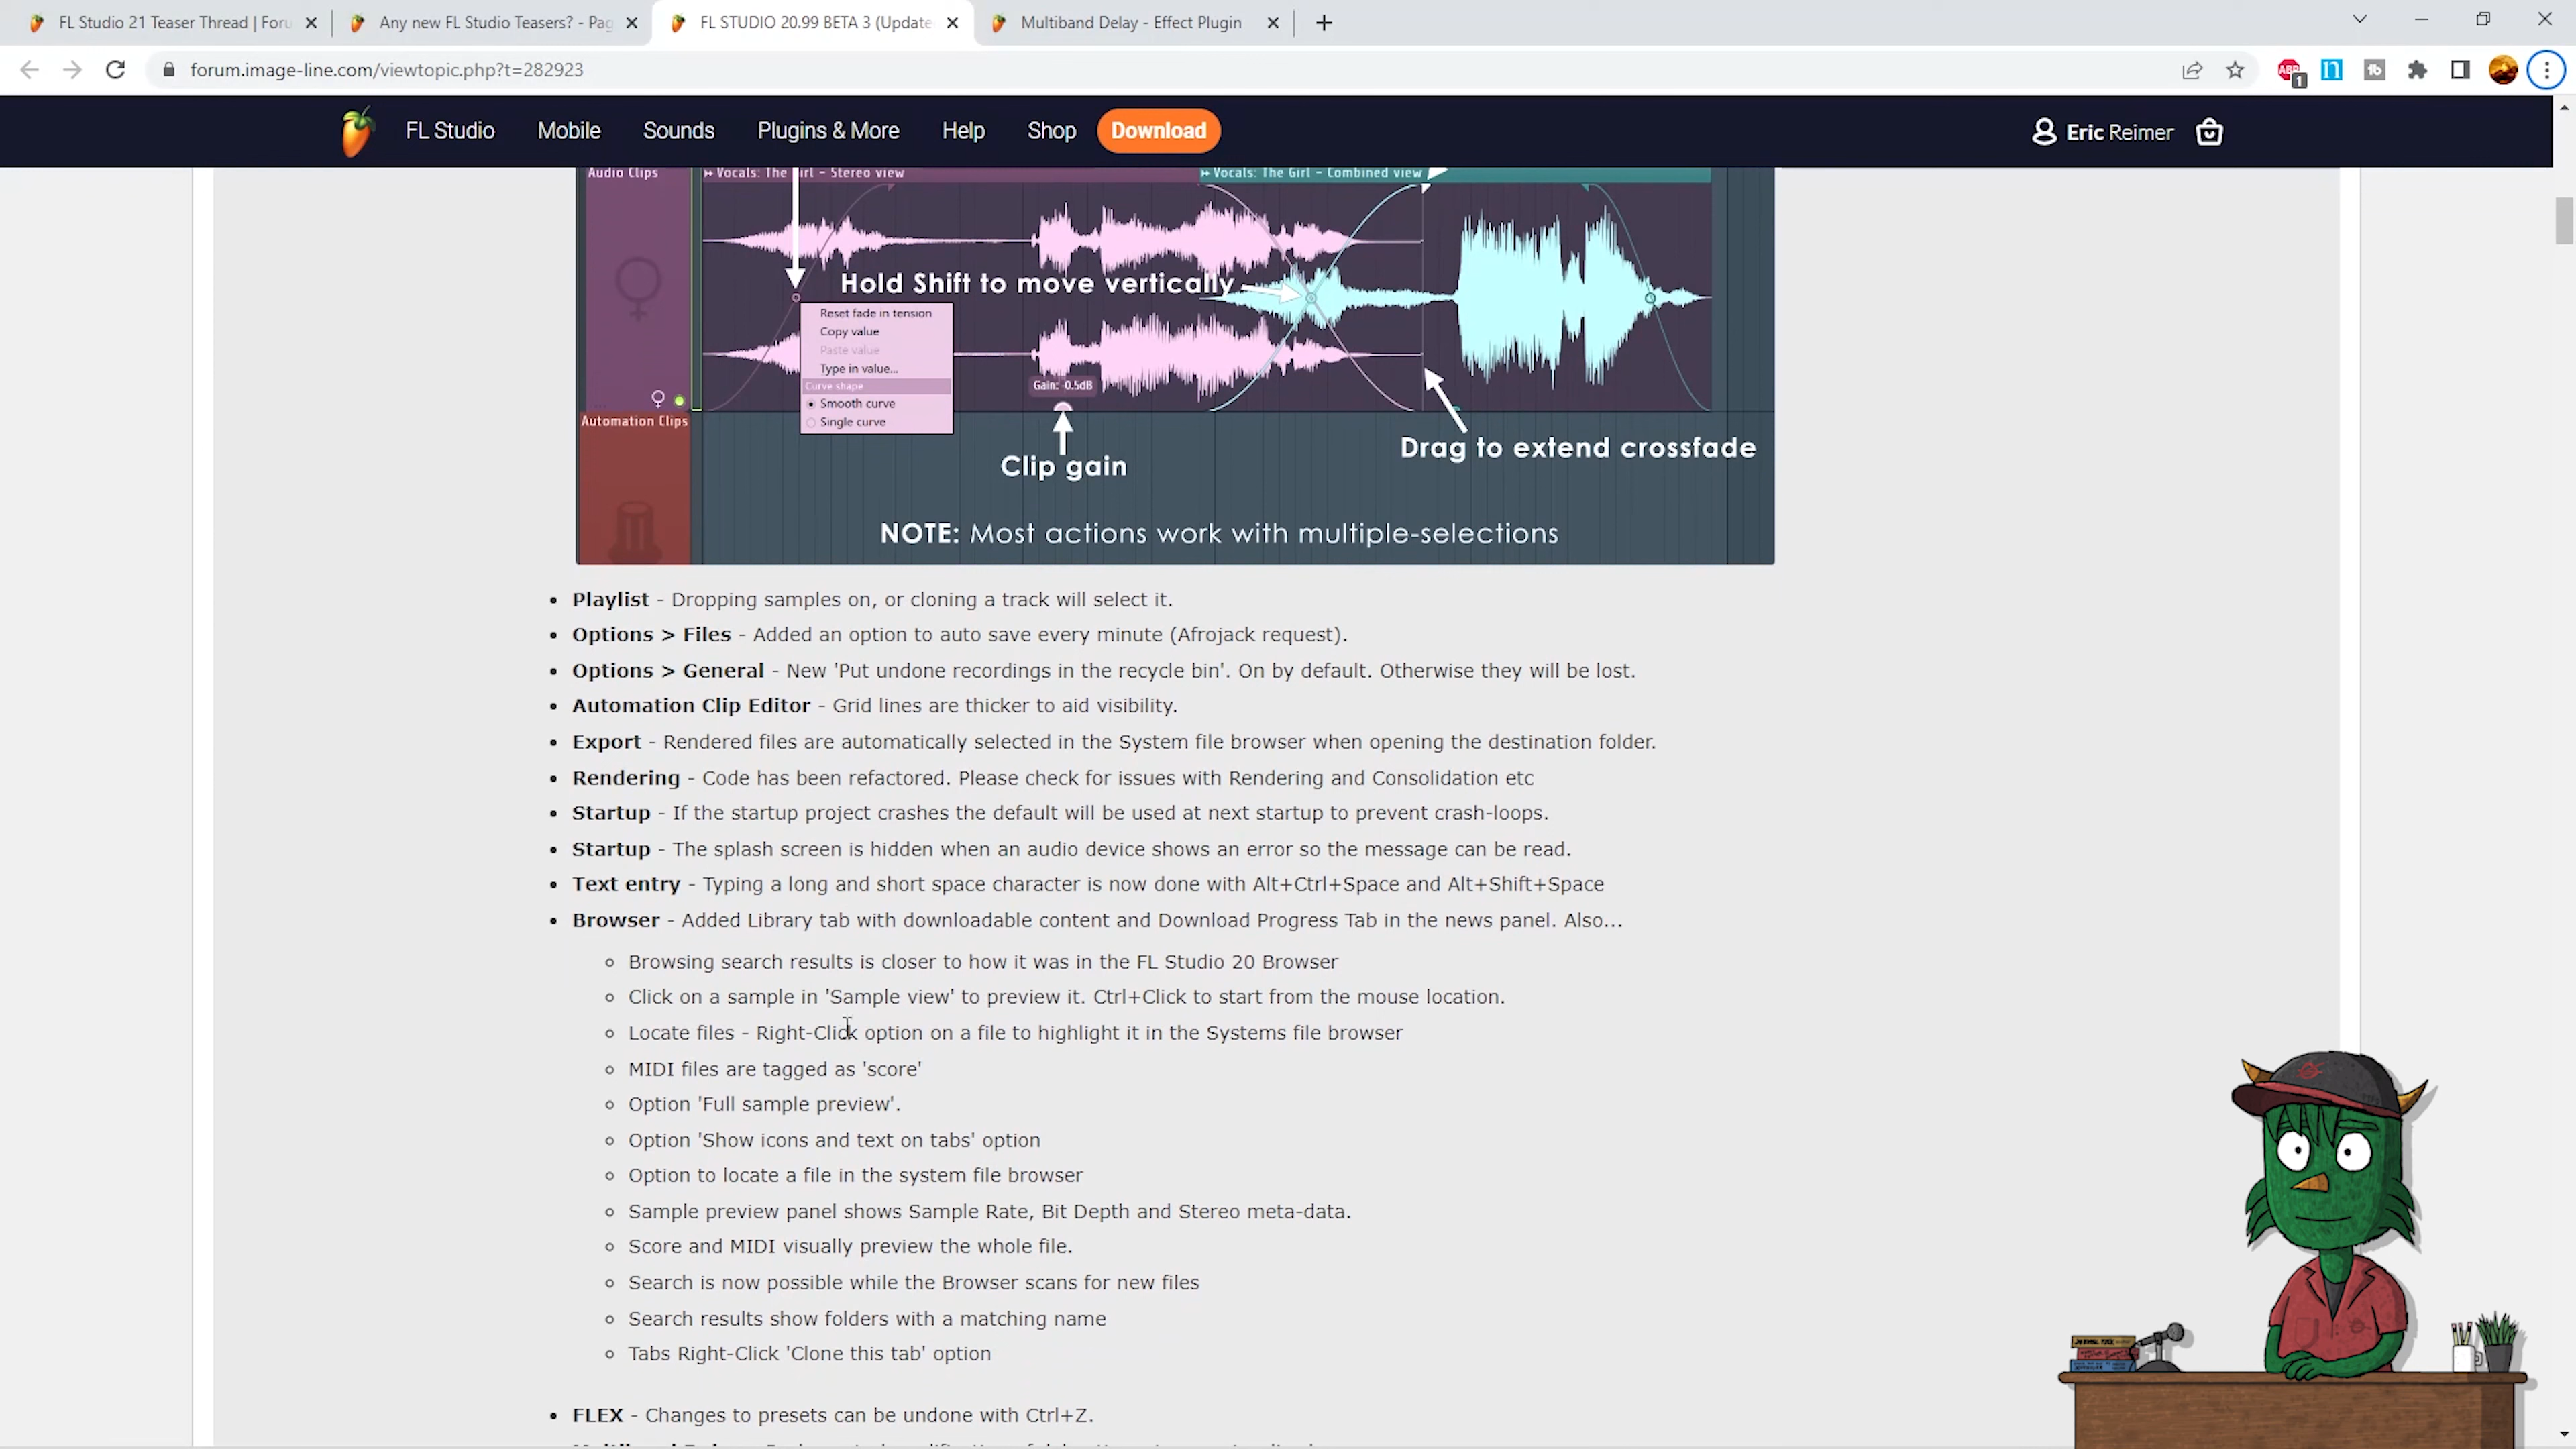 FL Studio 21 Teaser Thread | Foru
Any new FL Studio Teasers? - Pag
FL STUDIO 20.99 BETA 3 (Update
Multiband Delay - Effect Plugin
forum.image-line.com/viewtopic.php?t=282923
ABP
1
n
tb
FL Studio
Mobile
Sounds
Plugins & More
Help
Shop
Download
Eric Reimer
Audio Clips
Vocals: The Girl - Stereo view
Vocals: The Girl - Combined view
Hold Shift to move vertically
Reset fade in tension
Copy value
Paste value
Type in value...
Curve shape
Smooth curve
Single curve
Gain: -0.5dB
Automation Clips
Clip gain
Drag to extend crossfade
NOTE: Most actions work with multiple-selections
• Playlist - Dropping samples on, or cloning a track will select it.
• Options > Files - Added an option to auto save every minute (Afrojack request).
• Options > General - New 'Put undone recordings in the recycle bin'. On by default. Otherwise they will be lost.
• Automation Clip Editor - Grid lines are thicker to aid visibility.
• Export - Rendered files are automatically selected in the System file browser when opening the destination folder.
• Rendering - Code has been refactored. Please check for issues with Rendering and Consolidation etc
• Startup - If the startup project crashes the default will be used at next startup to prevent crash-loops.
• Startup - The splash screen is hidden when an audio device shows an error so the message can be read.
• Text entry - Typing a long and short space character is now done with Alt+Ctrl+Space and Alt+Shift+Space
• Browser - Added Library tab with downloadable content and Download Progress Tab in the news panel. Also...
○ Browsing search results is closer to how it was in the FL Studio 20 Browser
○ Click on a sample in 'Sample view' to preview it. Ctrl+Click to start from the mouse location.
○ Locate files - Right-Click option on a file to highlight it in the Systems file browser
○ MIDI files are tagged as 'score'
○ Option 'Full sample preview'.
○ Option 'Show icons and text on tabs' option
○ Option to locate a file in the system file browser
○ Sample preview panel shows Sample Rate, Bit Depth and Stereo meta-data.
○ Score and MIDI visually preview the whole file.
○ Search is now possible while the Browser scans for new files
○ Search results show folders with a matching name
○ Tabs Right-Click 'Clone this tab' option
• FLEX - Changes to presets can be undone with Ctrl+Z.